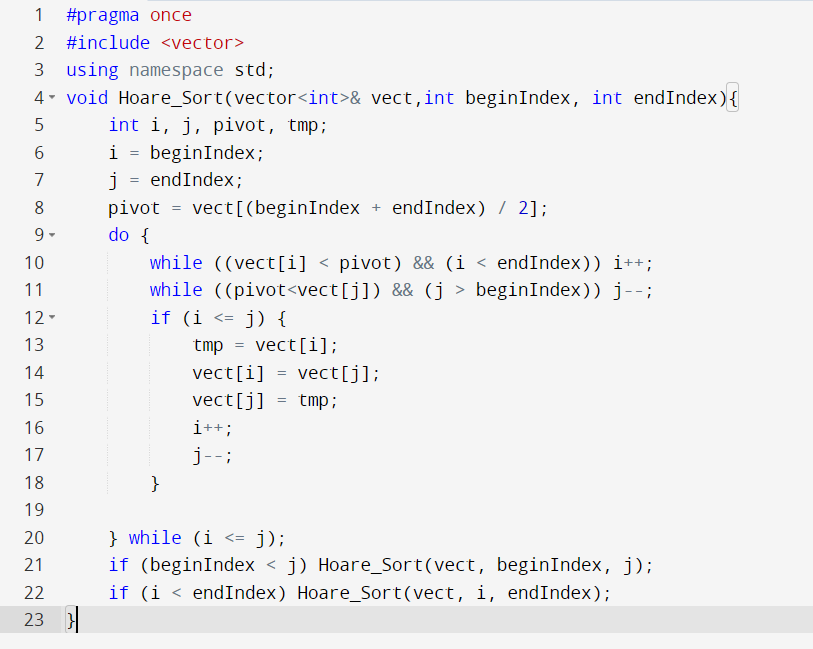 1 #pragma once
2 #include <vector>
3 using namespace std;
4 void Hoare_Sort(vector<int>& vect,int beginIndex, int endIndex){
5 int i, j, pivot, tmp;
6 i = beginIndex;
7 j = endIndex;
8 pivot = vect[(beginIndex + endIndex) / 2];
9 do {
10 while ((vect[i] < pivot) && (i < endIndex)) i++;
11 while ((pivot<vect[j]) && (j > beginIndex)) j--;
12 if (i <= j) {
13 tmp = vect[i];
14 vect[i] = vect[j];
15 vect[j] = tmp;
16 i++;
17 j--;
18 }
19
20 } while (i <= j);
21 if (beginIndex < j) Hoare_Sort(vect, beginIndex, j);
22 if (i < endIndex) Hoare_Sort(vect, i, endIndex);
23 }